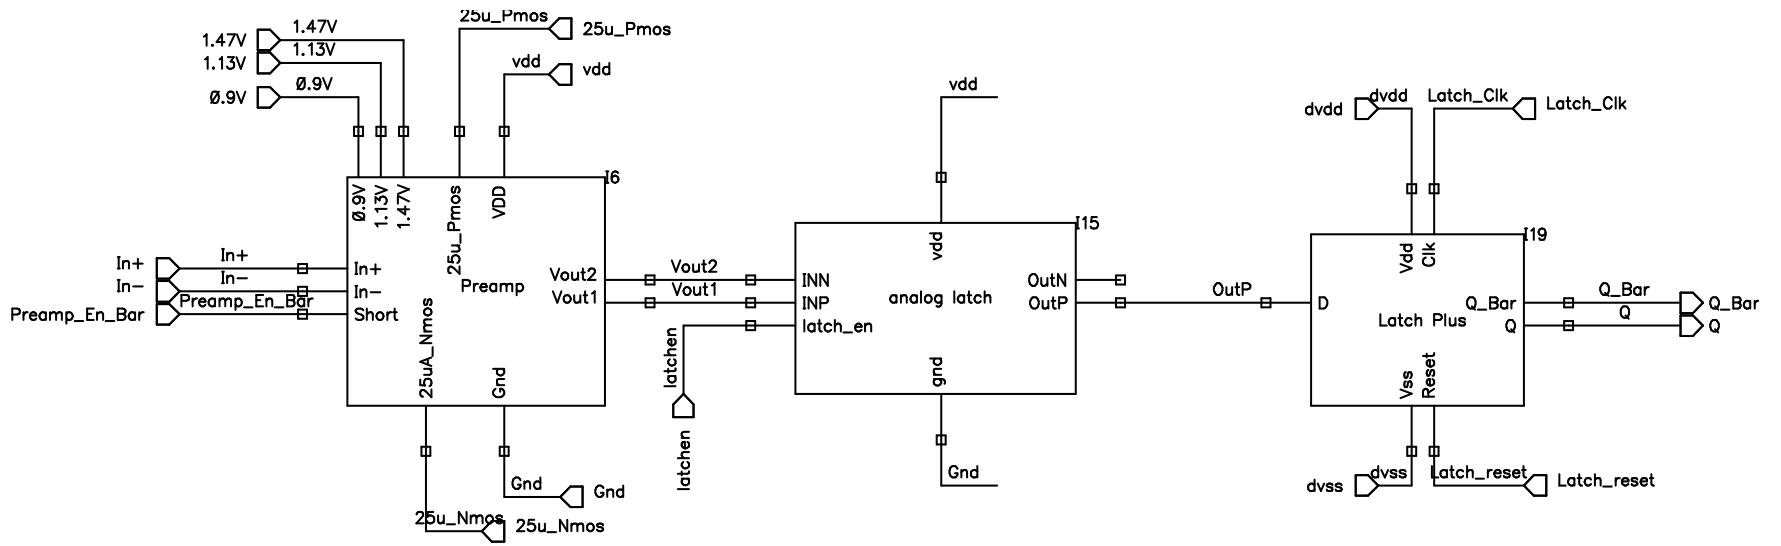 25u_Pmos
25u_Pmos
1.47V
1.47V
1.13V
1.13V
vdd
vdd
0.9V
0.9V
vdd
dvdd
dvdd
Latch_Clk
Latch_Clk
I6
0.9V
1.13V
1.47V
25u_Pmos
VDD
I15
vdd
I19
Vdd
Clk
In+
In+
In+
In-
In-
In-
Preamp_En_Bar
Preamp_En_Bar
Short
Preamp
Vout2
Vout2
INN
Vout1
Vout1
INP
latch_en
analog latch
OutN
OutP
OutP
D
Latch Plus
Q_Bar
Q_Bar
Q_Bar
Q
Q
Q
25uA_Nmos
Gnd
latchen
latchen
gnd
Vss
Reset
Gnd
Gnd
Gnd
dvss
dvss
Latch_reset
Latch_reset
25u_Nmos
25u_Nmos